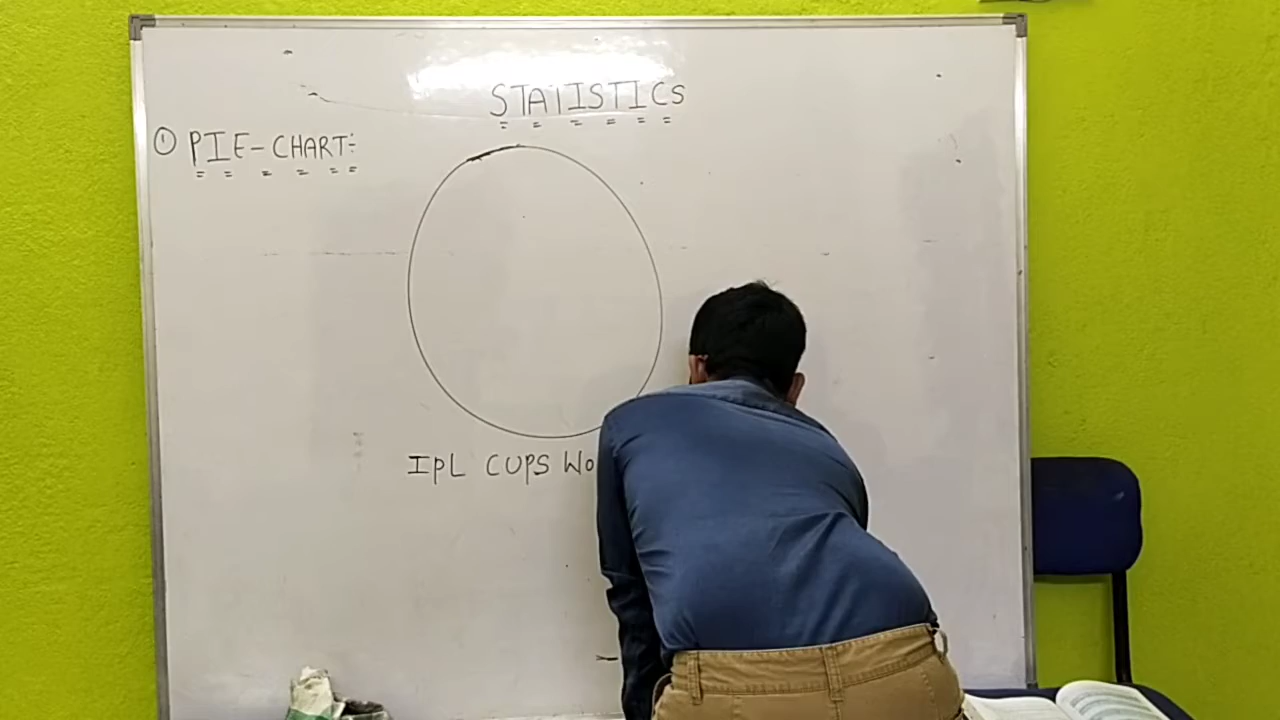 STATISTICS
① PIE-CHART:-
IPL CUPS Wo